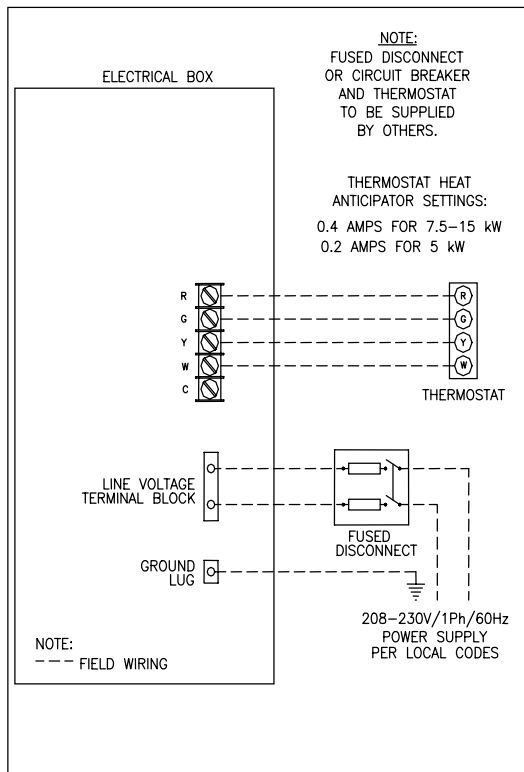 NOTE:
FUSED DISCONNECT
OR CIRCUIT BREAKER
AND THERMOSTAT
TO BE SUPPLIED
BY OTHERS.
ELECTRICAL BOX
THERMOSTAT HEAT
ANTICIPATOR SETTINGS:
0.4 AMPS FOR 7.5–15 kW
0.2 AMPS FOR 5 kW
R
G
Y
W
C
R
G
Y
W
THERMOSTAT
LINE VOLTAGE
TERMINAL BLOCK
FUSED
DISCONNECT
GROUND
LUG
208–230V/1Ph/60Hz
POWER SUPPLY
PER LOCAL CODES
NOTE:
FIELD WIRING